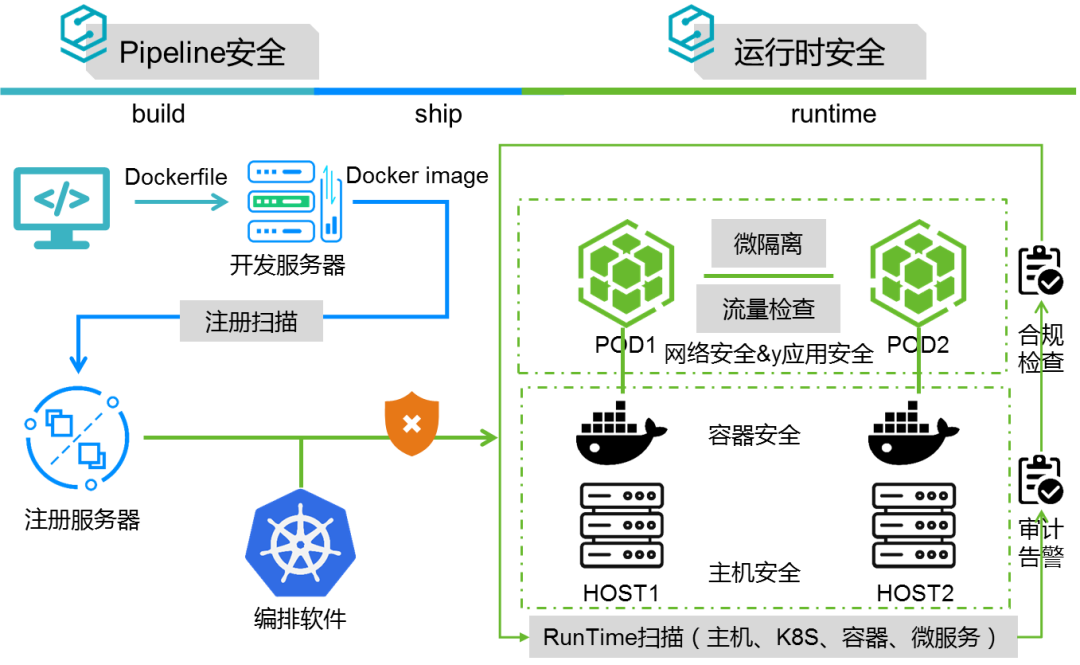 Pipeline安全
运行时安全
build
ship
runtime
Dockerfile
Docker image
开发服务器
注册扫描
注册服务器
编排软件
微隔离
流量检查
POD1
POD2
网络安全&y应用安全
合规
检查
容器安全
主机安全
HOST1
HOST2
审计
告警
RunTime扫描（主机、K8S、容器、微服务）